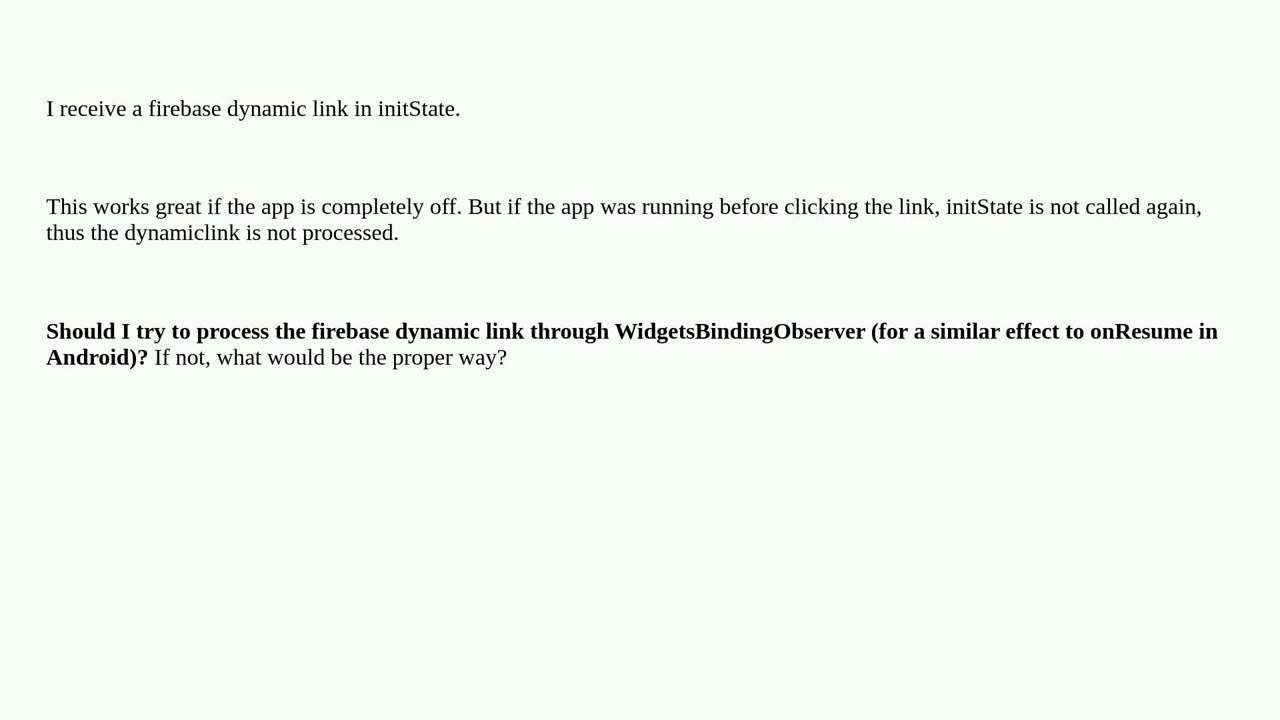 I receive a firebase dynamic link in initState.
This works great if the app is completely off. But if the app was running before clicking the link, initState is not called again,
thus the dynamiclink is not processed.
Should I try to process the firebase dynamic link through WidgetsBindingObserver (for a similar effect to onResume in
Android)? If not, what would be the proper way?